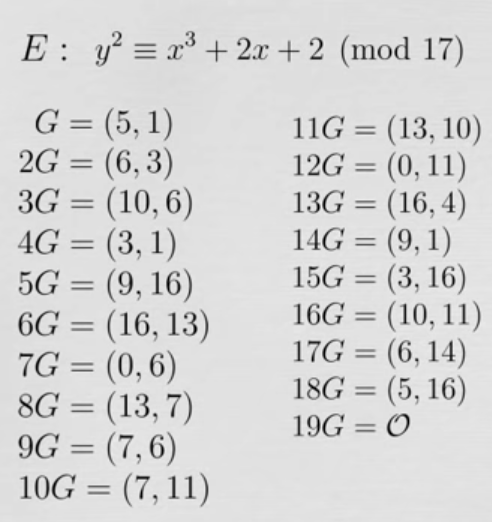 E : y² ≡ x³ + 2x + 2 (mod 17)
G = (5, 1)
2G = (6, 3)
3G = (10, 6)
4G = (3, 1)
5G = (9, 16)
6G = (16, 13)
7G = (0, 6)
8G = (13, 7)
9G = (7, 6)
10G = (7, 11)
11G = (13, 10)
12G = (0, 11)
13G = (16, 4)
14G = (9, 1)
15G = (3, 16)
16G = (10, 11)
17G = (6, 14)
18G = (5, 16)
19G = 𝒪